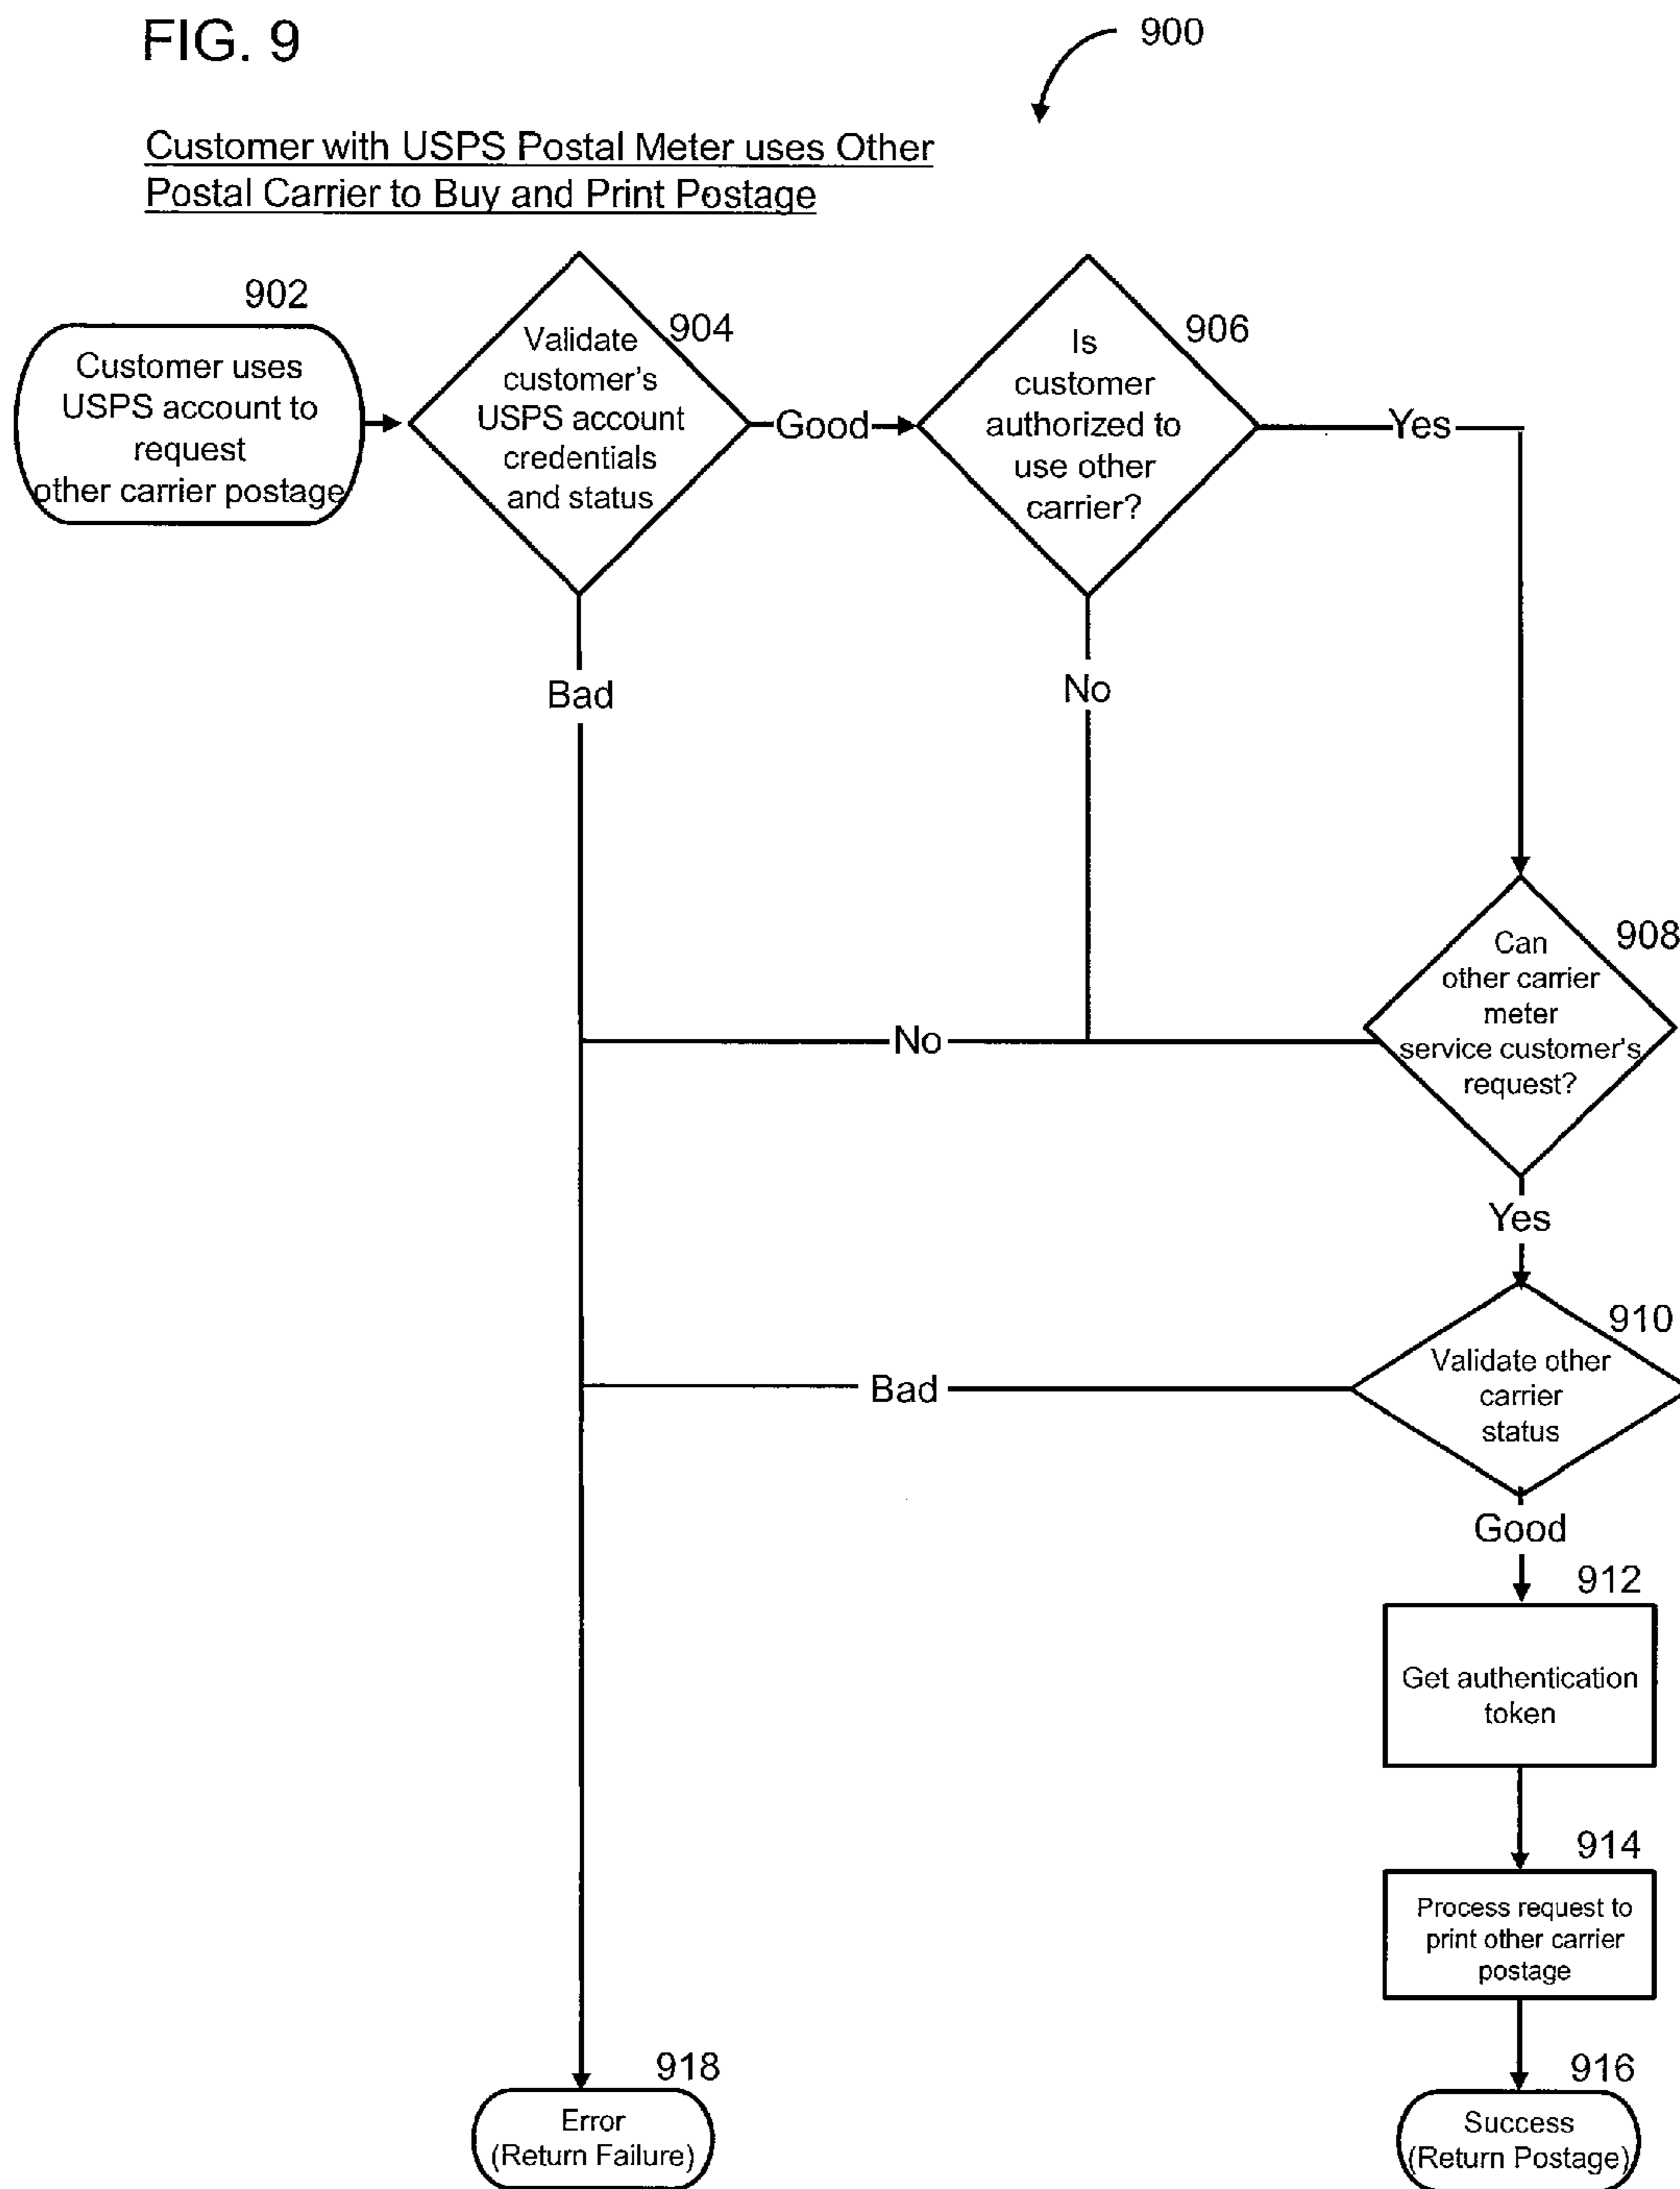 FIG. 9
900
Customer with USPS Postal Meter uses Other
Postal Carrier to Buy and Print Postage
902
Customer uses
USPS account to
request
other carrier postage
904
Validate
customer's
USPS account
credentials
and status
Good
906
Is
customer
authorized to
use other
carrier?
Yes
Bad
No
908
Can
other carrier
meter
service customer's
request?
No
Yes
910
Validate other
carrier
status
Bad
Good
912
Get authentication
token
914
Process request to
print other carrier
postage
918
Error
(Return Failure)
916
Success
(Return Postage)